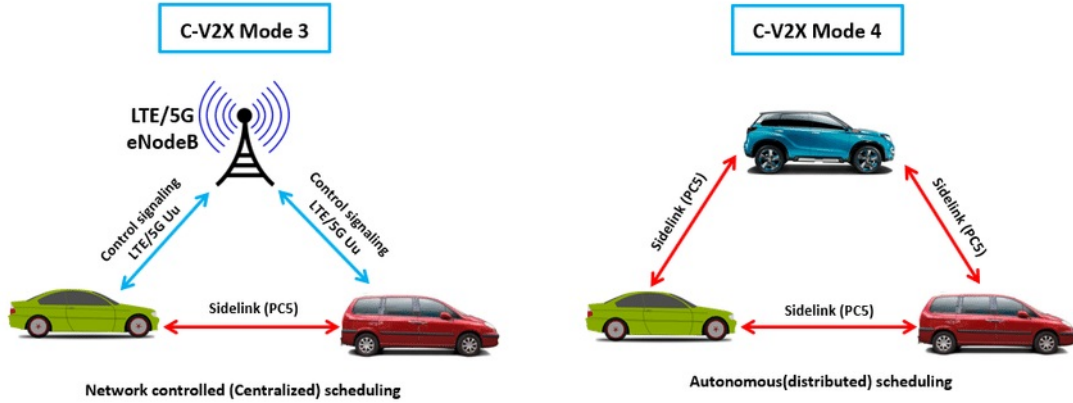 C-V2X Mode 3
LTE/5G
eNodeB
Control signaling
LTE/5G Uu
Control signaling
LTE/5G Uu
Sidelink (PC5)
Network controlled (Centralized) scheduling
C-V2X Mode 4
Sidelink (PC5)
Sidelink (PC5)
Sidelink (PC5)
Autonomous(distributed) scheduling